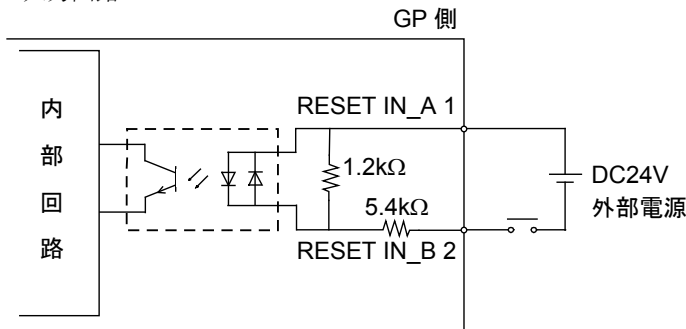 GP 側
内
部
回
路
RESET IN_A 1
1.2kΩ
5.4kΩ
RESET IN_B 2
DC24V
外部電源